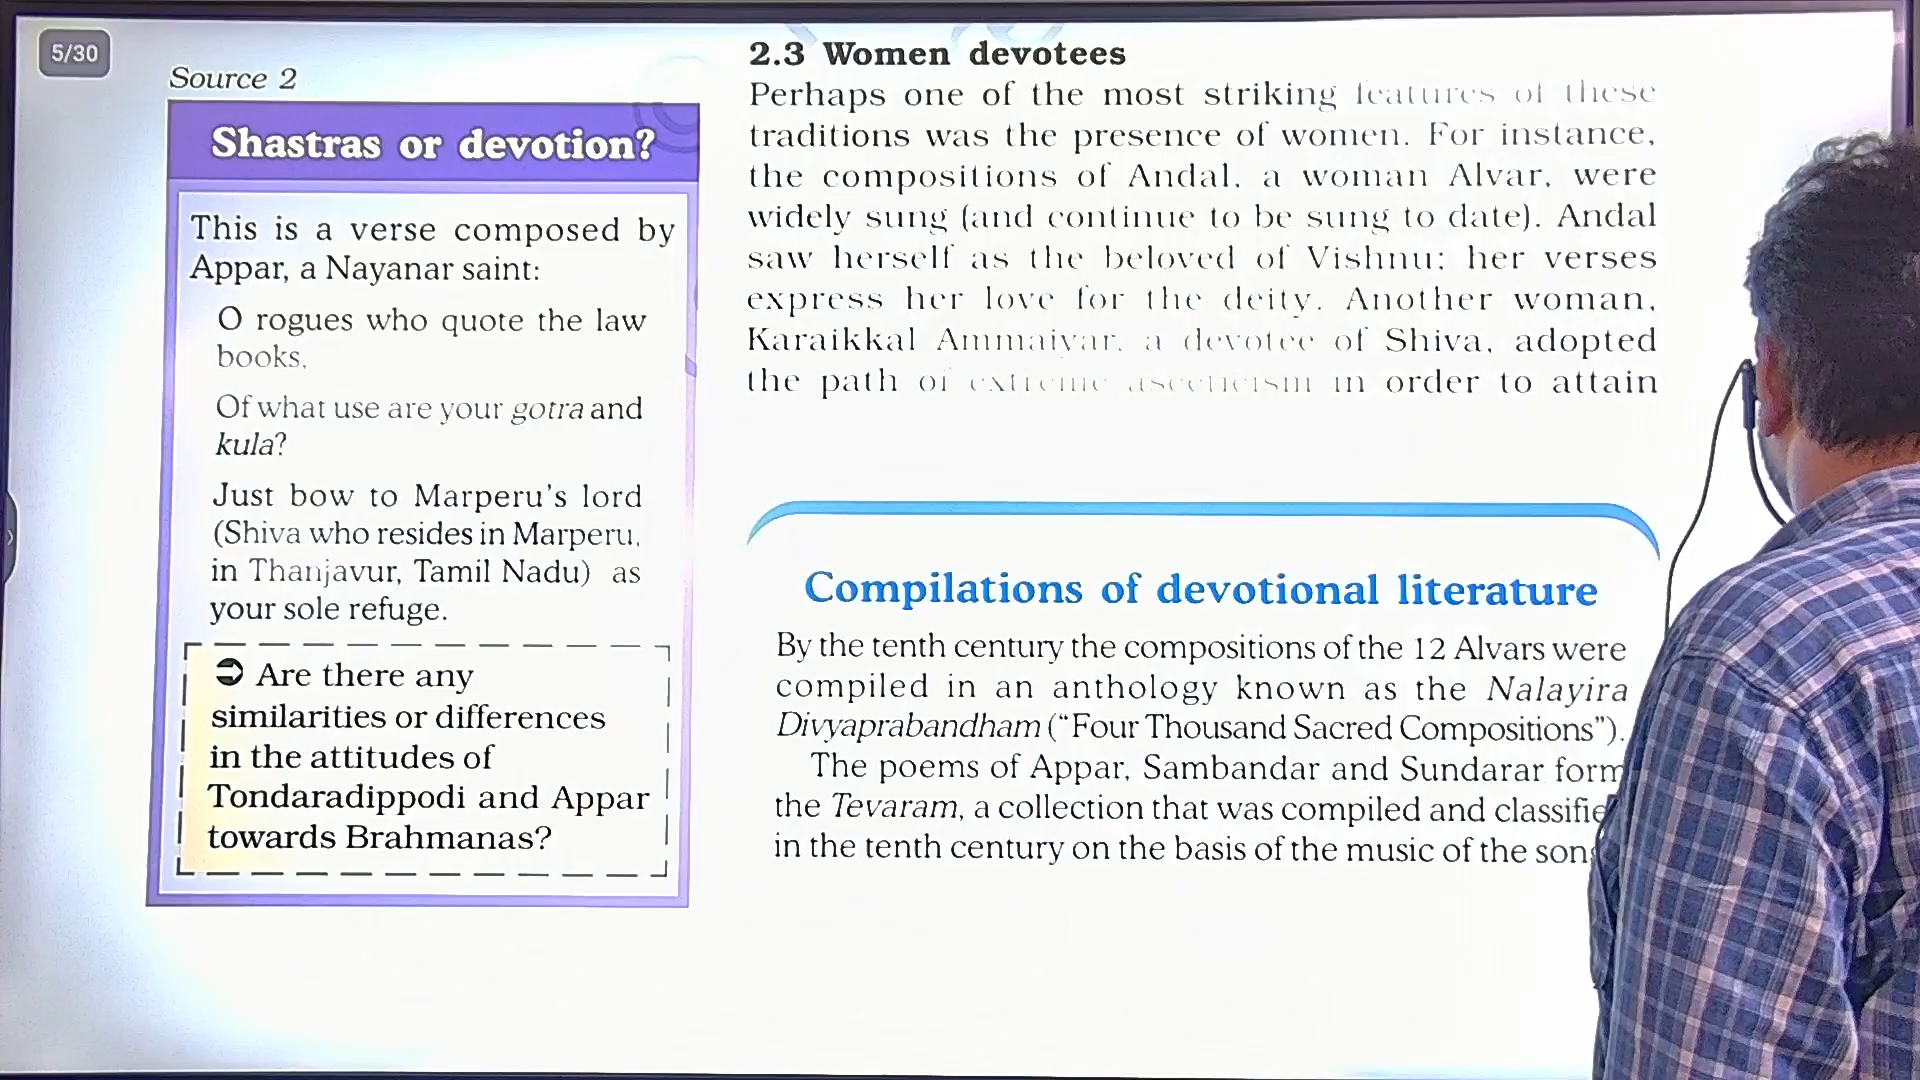 5/30
Source 2
Shastras or devotion?
This is a verse composed by
Appar, a Nayanar saint:
O rogues who quote the law
books,
Of what use are your gotra and
kula?
Just bow to Marperu's lord
(Shiva who resides in Marperu,
in Thanjavur, Tamil Nadu) as
your sole refuge.
➲ Are there any
similarities or differences
in the attitudes of
Tondaradippodi and Appar
towards Brahmanas?
2.3 Women devotees
Perhaps one of the most striking features of these
traditions was the presence of women. For instance,
the compositions of Andal, a woman Alvar, were
widely sung (and continue to be sung to date). Andal
saw herself as the beloved of Vishnu; her verses
express her love for the deity. Another woman,
Karaikkal Ammaiyar, a devotee of Shiva, adopted
the path of extreme asceticism in order to attain
Compilations of devotional literature
By the tenth century the compositions of the 12 Alvars were
compiled in an anthology known as the Nalayira
Divyaprabandham ("Four Thousand Sacred Compositions").
The poems of Appar, Sambandar and Sundarar form
the Tevaram, a collection that was compiled and
in the tenth century on the basis of the music of the